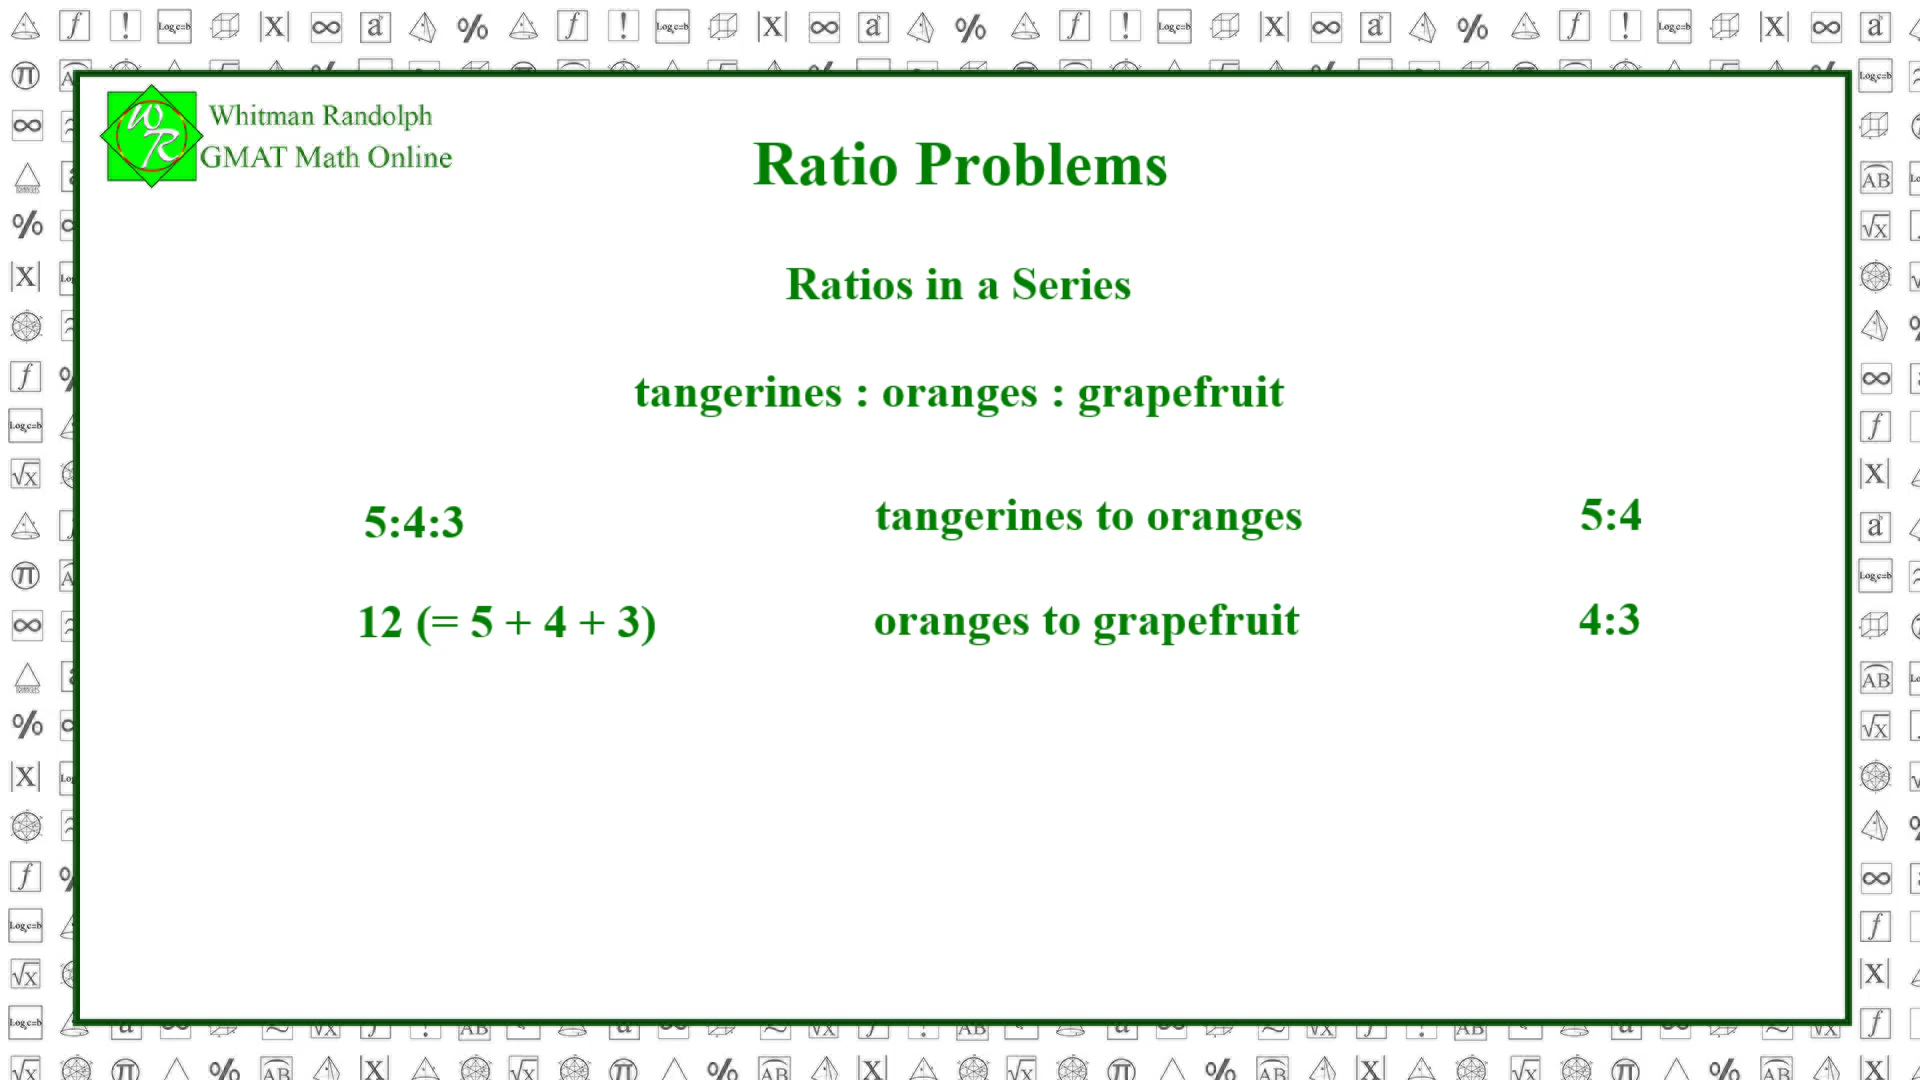 Whitman Randolph
GMAT Math Online
Ratio Problems
Ratios in a Series
tangerines : oranges : grapefruit
5:4:3
tangerines to oranges
5:4
12 (= 5 + 4 + 3)
oranges to grapefruit
4:3